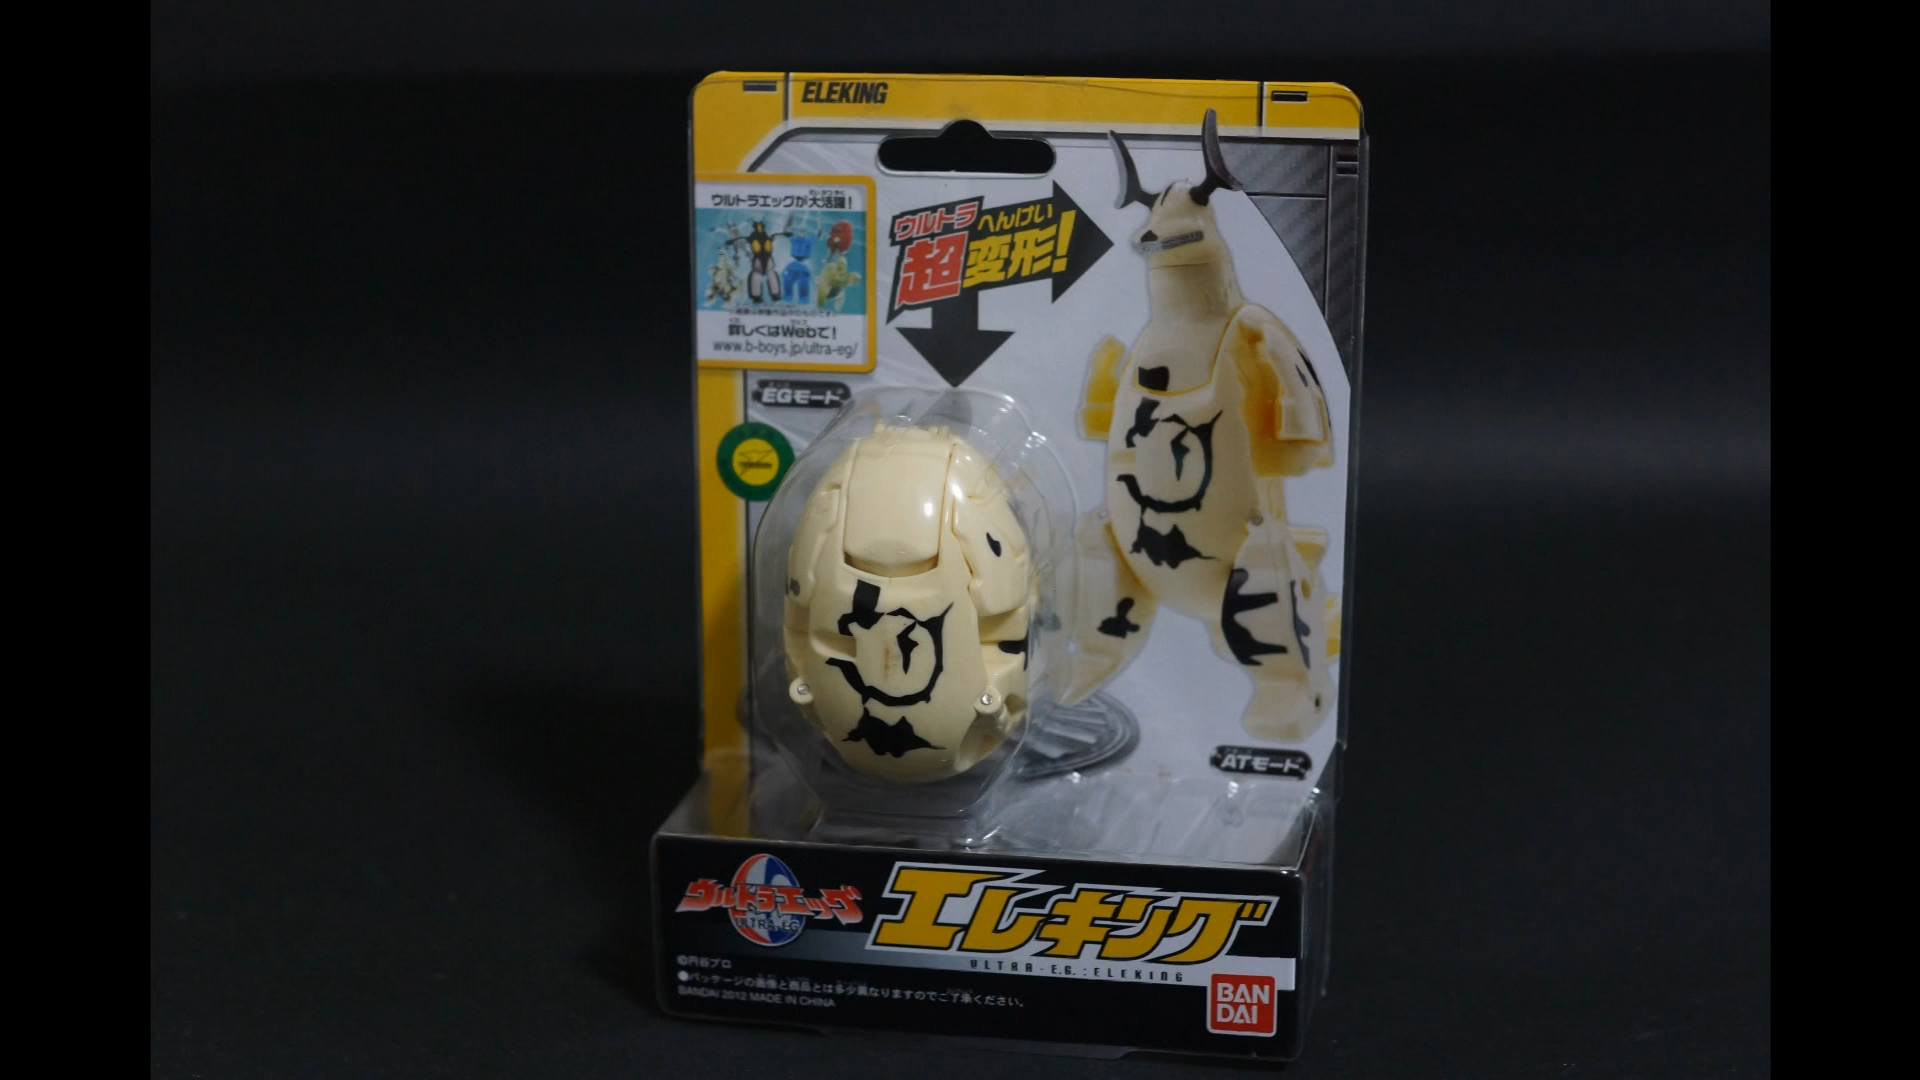 ELEKING
ウルトラエッグが大活躍!
詳しくはWebで!
www.b-boys.jp/ultra-eg/
ウルトラ
超変形!
へんけい
EGモード
ATモード
ウルトラエッグ
ULTRA-EG
エレキング
ULTRA-E.G.:ELEKING
©円谷プロ
●パッケージの画像と商品とは多少異なりますのでご了承ください。
BANDAI 2012 MADE IN CHINA
BAN
DAI